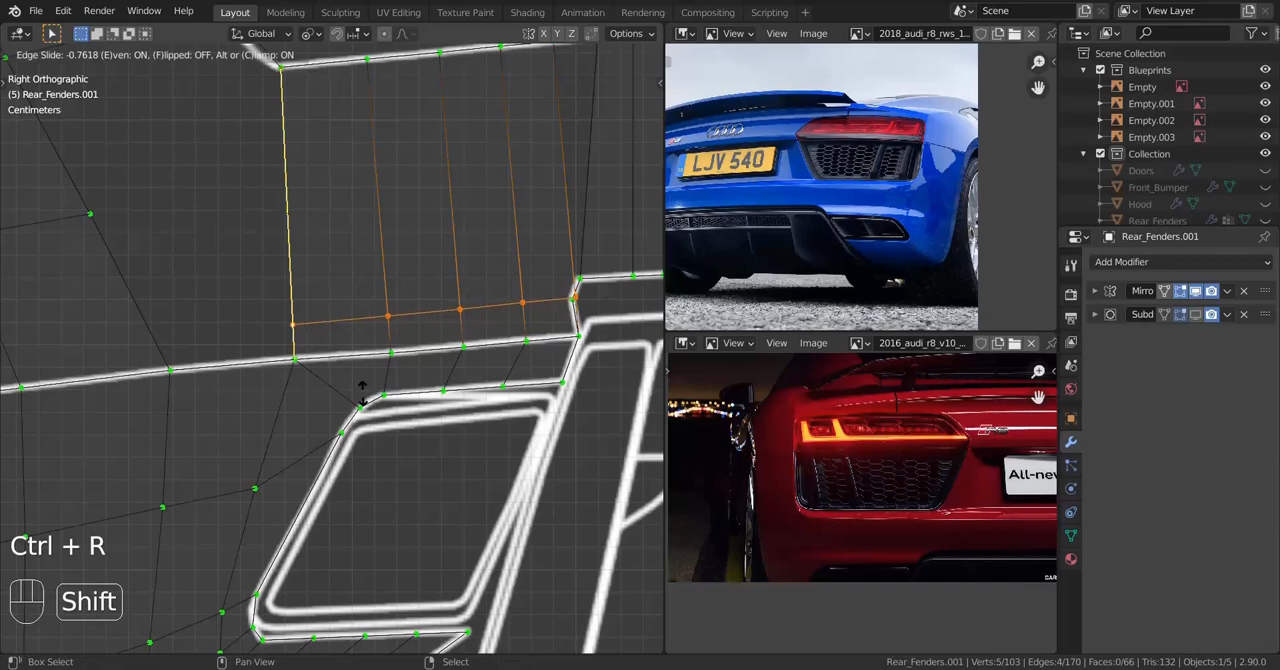 File Edit Render Window Help Layout Modeling Sculpting UV Editing Texture Paint Shading Animation Rendering Compositing Scripting + Scene View Layer
Global X Y Z Options View View Image 2018_audi_r8_rws_1...
Edge Slide: -0.7618 (E)ven: ON, (F)lipped: OFF, Alt or (C)lamp: ON
Right Orthographic
(5) Rear_Fenders.001
Centimeters
LJV 540
Scene Collection
Blueprints
Empty
Empty.001
Empty.002
Empty.003
Collection
Doors
Front_Bumper
Hood
Rear_Fenders
Rear_Fenders.001
Add Modifier
Mirro
Subd
View View Image 2016_audi_r8_v10_...
All-new
CAR
Ctrl + R
Shift
Box Select Pan View Select Rear_Fenders.001 | Verts:5/103 | Edges:4/170 | Faces:0/66 | Tris:132 | Objects:1/5 | 2.90.0